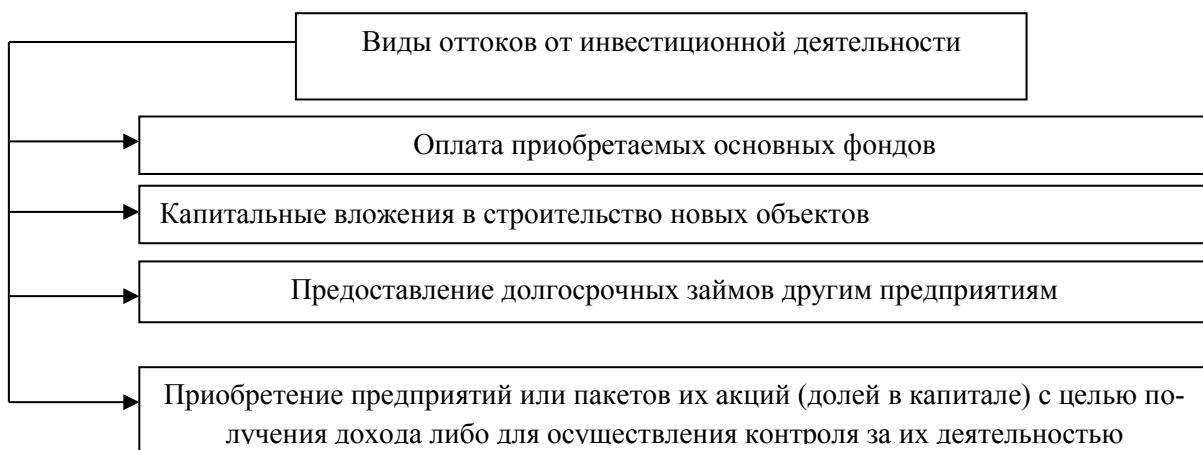 Виды оттоков от инвестиционной деятельности
Оплата приобретаемых основных фондов
Капитальные вложения в строительство новых объектов
Предоставление долгосрочных займов другим предприятиям
Приобретение предприятий или пакетов их акций (долей в капитале) с целью по-
лучения дохода либо для осуществления контроля за их деятельностью